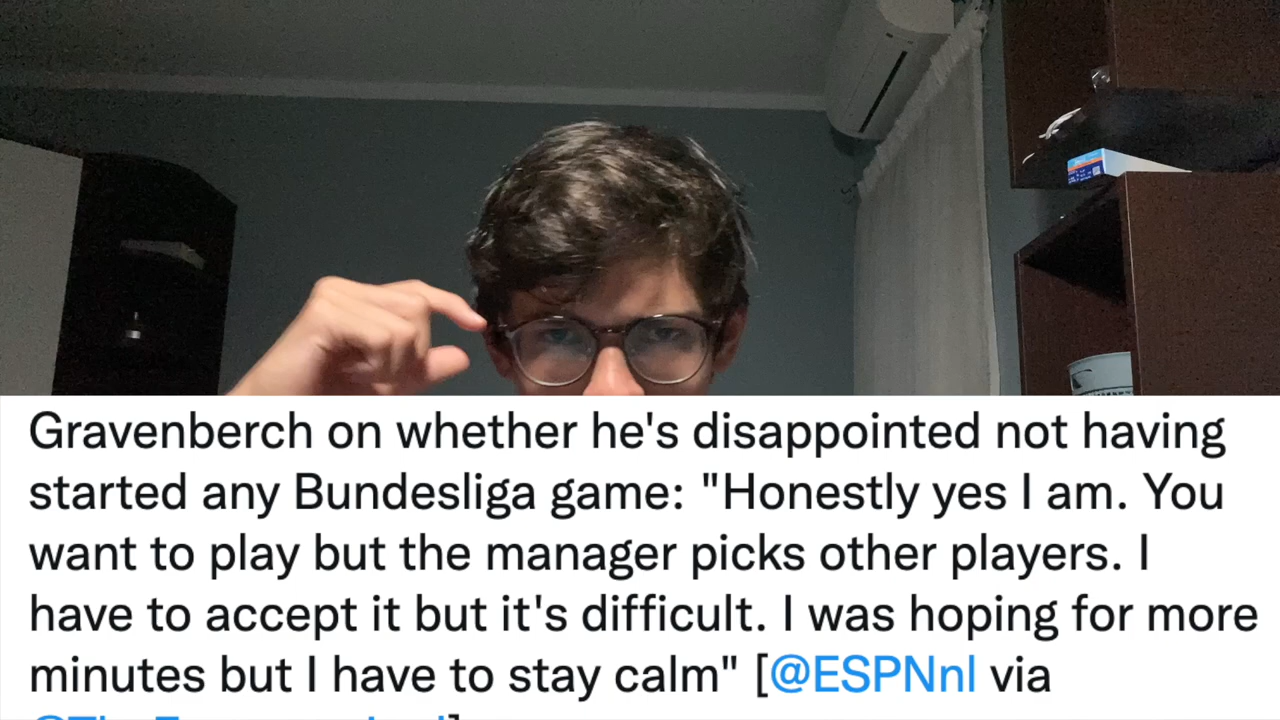 Gravenberch on whether he's disappointed not having
started any Bundesliga game: "Honestly yes I am. You
want to play but the manager picks other players. I
have to accept it but it's difficult. I was hoping for more
minutes but I have to stay calm" [@ESPNnl via